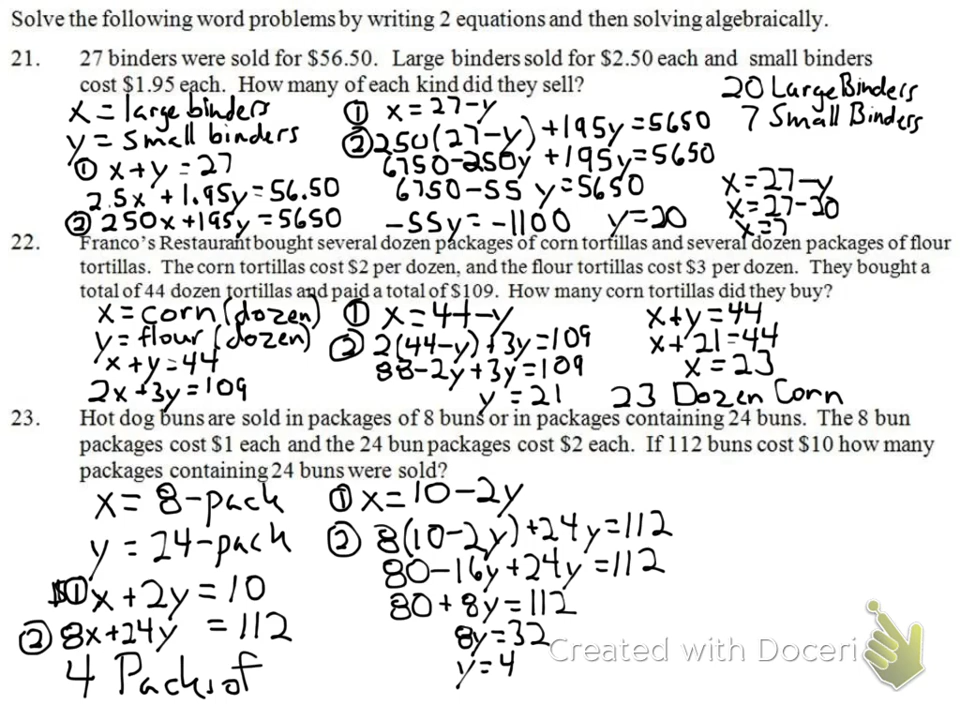 Solve the following word problems by writing 2 equations and then solving algebraically.
21. 27 binders were sold for $56.50. Large binders sold for $2.50 each and small binders
cost $1.95 each. How many of each kind did they sell?
20 Large Binders
7 Small Binders
x = large binders
y = small binders
① x+y=27
2.5x + 1.95y=56.50
② 250x+195y=5650
① x=27-y
② 250(27-y)+195y=5650
6750-250y+195y=5650
6750-55y=5650
-55y=-1100 y=20
x=27-y
x=27-20
x=7
22. Franco's Restaurant bought several dozen packages of corn tortillas and several dozen packages of flour
tortillas. The corn tortillas cost $2 per dozen, and the flour tortillas cost $3 per dozen. They bought a
total of 44 dozen tortillas and paid a total of $109. How many corn tortillas did they buy?
x=corn (dozen)
y=flour (dozen)
x+y=44
2x+3y=109
① x=44-y
② 2(44-y)+3y=109
88-2y+3y=109
y=21
x+y=44
x+21=44
x=23
23 Dozen Corn
23. Hot dog buns are sold in packages of 8 buns or in packages containing 24 buns. The 8 bun
packages cost $1 each and the 24 bun packages cost $2 each. If 112 buns cost $10 how many
packages containing 24 buns were sold?
x= 8-pack
y = 24-pack
① x+2y=10
② 8x+24y =112
4 Packs of
① x=10-2y
② 8(10-2y)+24y=112
80-16y+24y=112
80+8y=112
8y=32
y=4
Created with Doceri